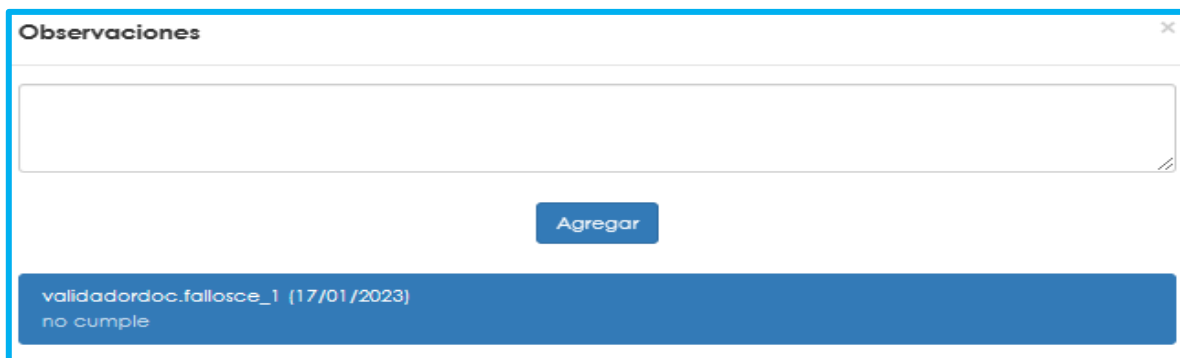 Observaciones
×
Agregar
validadordoc.fallosce_1 (17/01/2023)
no cumple